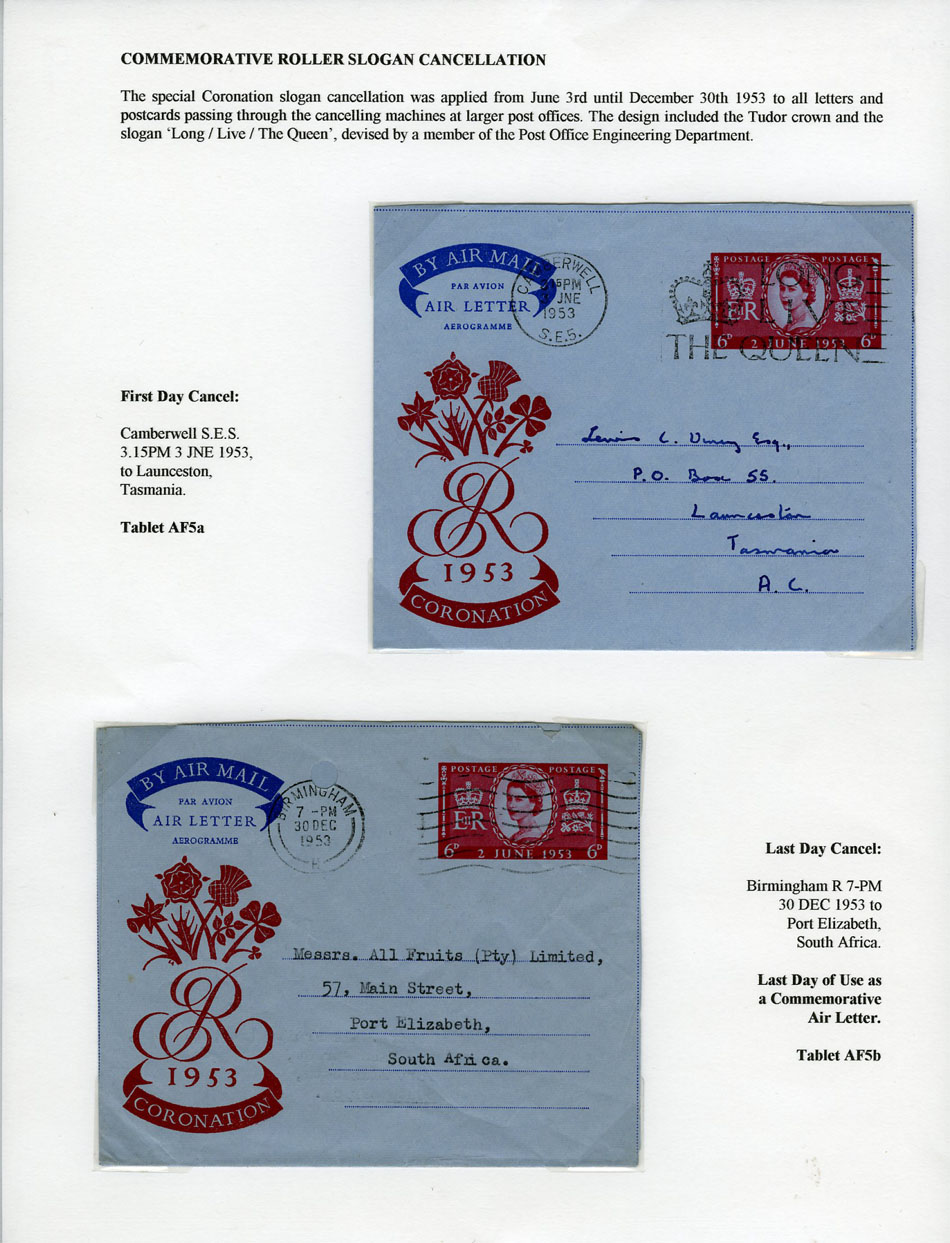 COMMEMORATIVE ROLLER SLOGAN CANCELLATION
The special Coronation slogan cancellation was applied from June 3rd until December 30th 1953 to all letters and
postcards passing through the cancelling machines at larger post offices. The design included the Tudor crown and the
slogan ‘Long / Live / The Queen’, devised by a member of the Post Office Engineering Department.
BY AIR MAIL
PAR AVION
AIR LETTER
AEROGRAMME
CAMBERWELL
15PM
JNE
1953
S.E.5.
LONG
LIVE
THE QUEEN
POSTAGE POSTAGE
EIIR
6D 2 JUNE 1953 6D
First Day Cancel:
Camberwell S.E.S.
3.15PM 3 JNE 1953,
to Launceston,
Tasmania.
Tablet AF5a
Lewis C. Esq.,
P.O. Box 55.
Launceston
Tasmania
A. C.
ER
1953
CORONATION
BY AIR MAIL
PAR AVION
AIR LETTER
AEROGRAMME
BIRMINGHAM
7 -PM
30 DEC
1953
POSTAGE POSTAGE
EIIR
6D 2 JUNE 1953 6D
Messrs. All Fruits (Pty) Limited,
57, Main Street,
Port Elizabeth,
South Africa.
ER
1953
CORONATION
Last Day Cancel:
Birmingham R 7-PM
30 DEC 1953 to
Port Elizabeth,
South Africa.
Last Day of Use as
a Commemorative
Air Letter.
Tablet AF5b